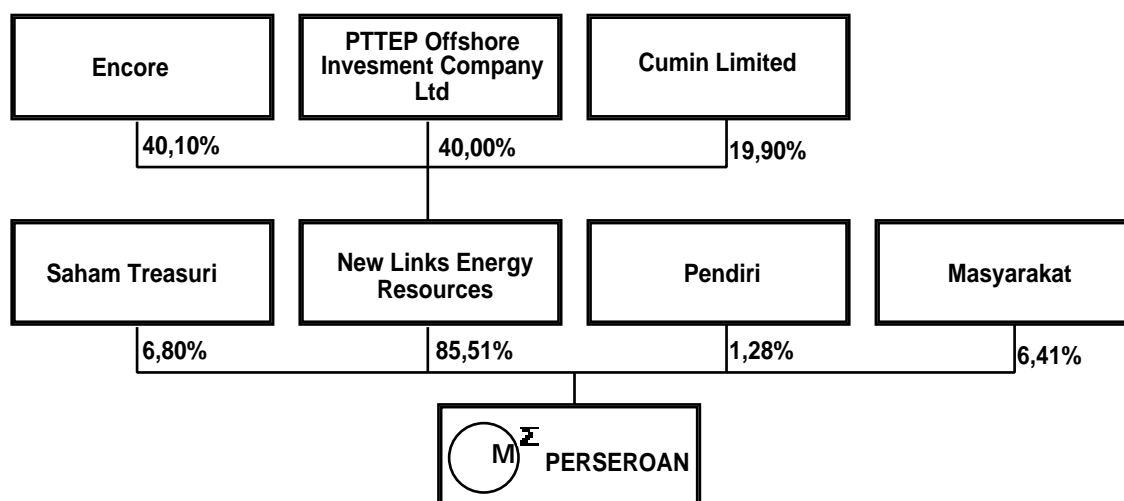 Encore
PTTEP Offshore
Invesment Company
Ltd
Cumin Limited
40,10%
40,00%
19,90%
Saham Treasuri
New Links Energy
Resources
Pendiri
Masyarakat
6,80%
85,51%
1,28%
6,41%
M Σ
PERSEROAN